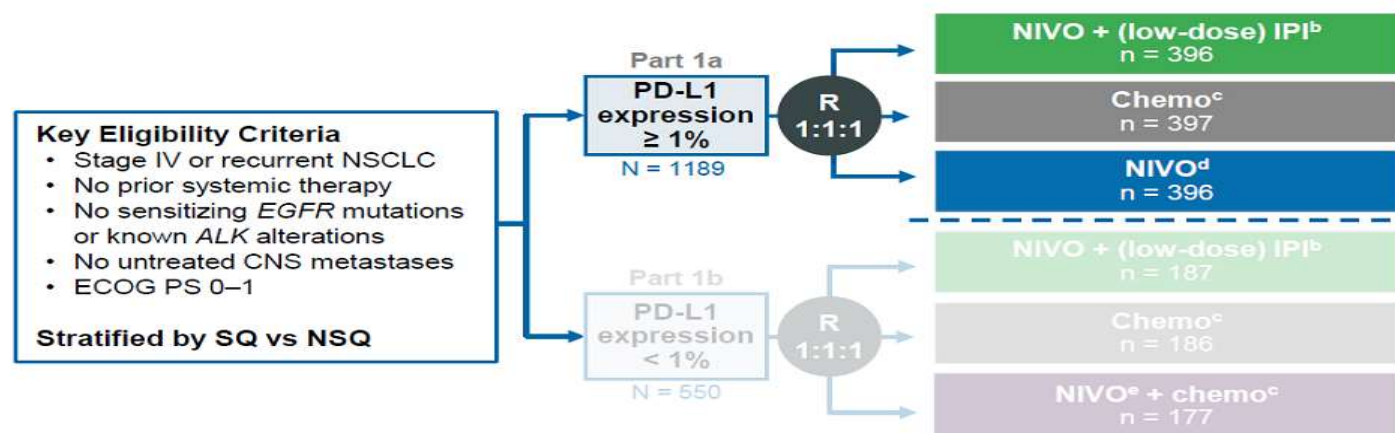 Key Eligibility Criteria
• Stage IV or recurrent NSCLC
• No prior systemic therapy
• No sensitizing EGFR mutations
or known ALK alterations
• No untreated CNS metastases
• ECOG PS 0–1
Stratified by SQ vs NSQ
Part 1a
PD-L1
expression
≥ 1%
N = 1189
R
1:1:1
NIVO + (low-dose) IPIᵇ
n = 396
Chemoᶜ
n = 397
NIVOᵈ
n = 396
Part 1b
PD-L1
expression
< 1%
N = 550
R
1:1:1
NIVO + (low-dose) IPIᵇ
n = 187
Chemoᶜ
n = 186
NIVOᵉ + chemoᶜ
n = 177